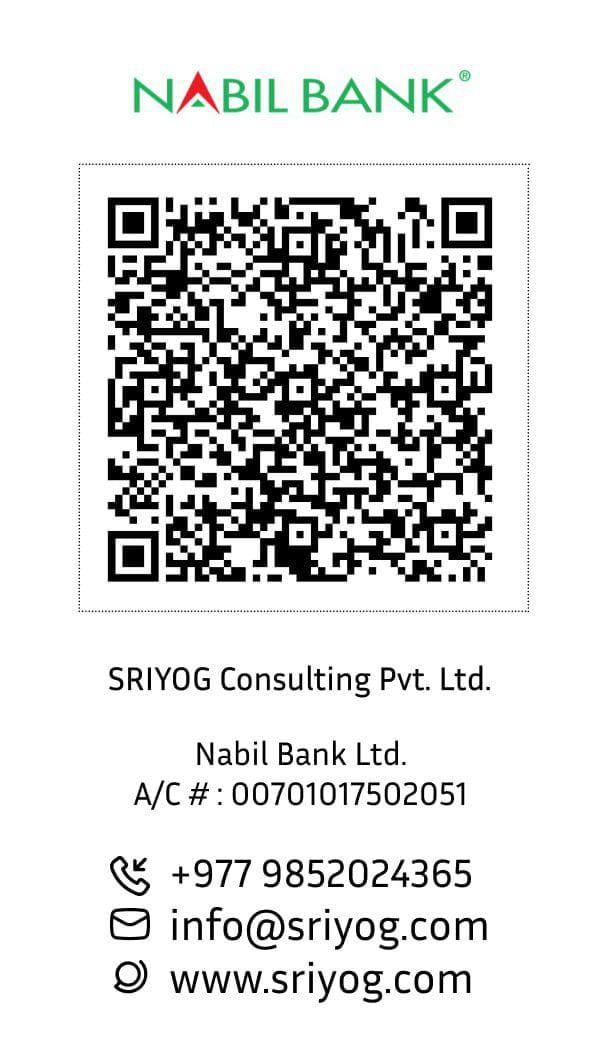 NABIL BANK®
SRIYOG Consulting Pvt. Ltd.
Nabil Bank Ltd.
A/C # : 00701017502051
+977 9852024365
info@sriyog.com
www.sriyog.com